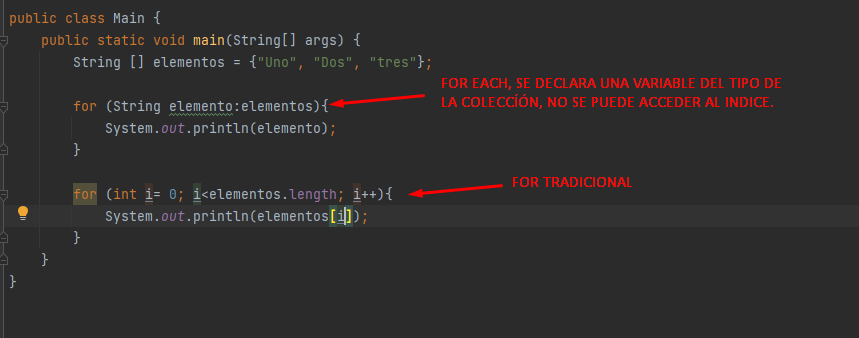 public class Main {
public static void main(String[] args) {
String [] elementos = {"Uno", "Dos", "tres"};
for (String elemento:elementos){
FOR EACH, SE DECLARA UNA VARIABLE DEL TIPO DE
LA COLECCÍÓN, NO SE PUEDE ACCEDER AL INDICE.
System.out.println(elemento);
}
for (int i= 0; i<elementos.length; i++){
FOR TRADICIONAL
System.out.println(elementos[i]);
}
}
}